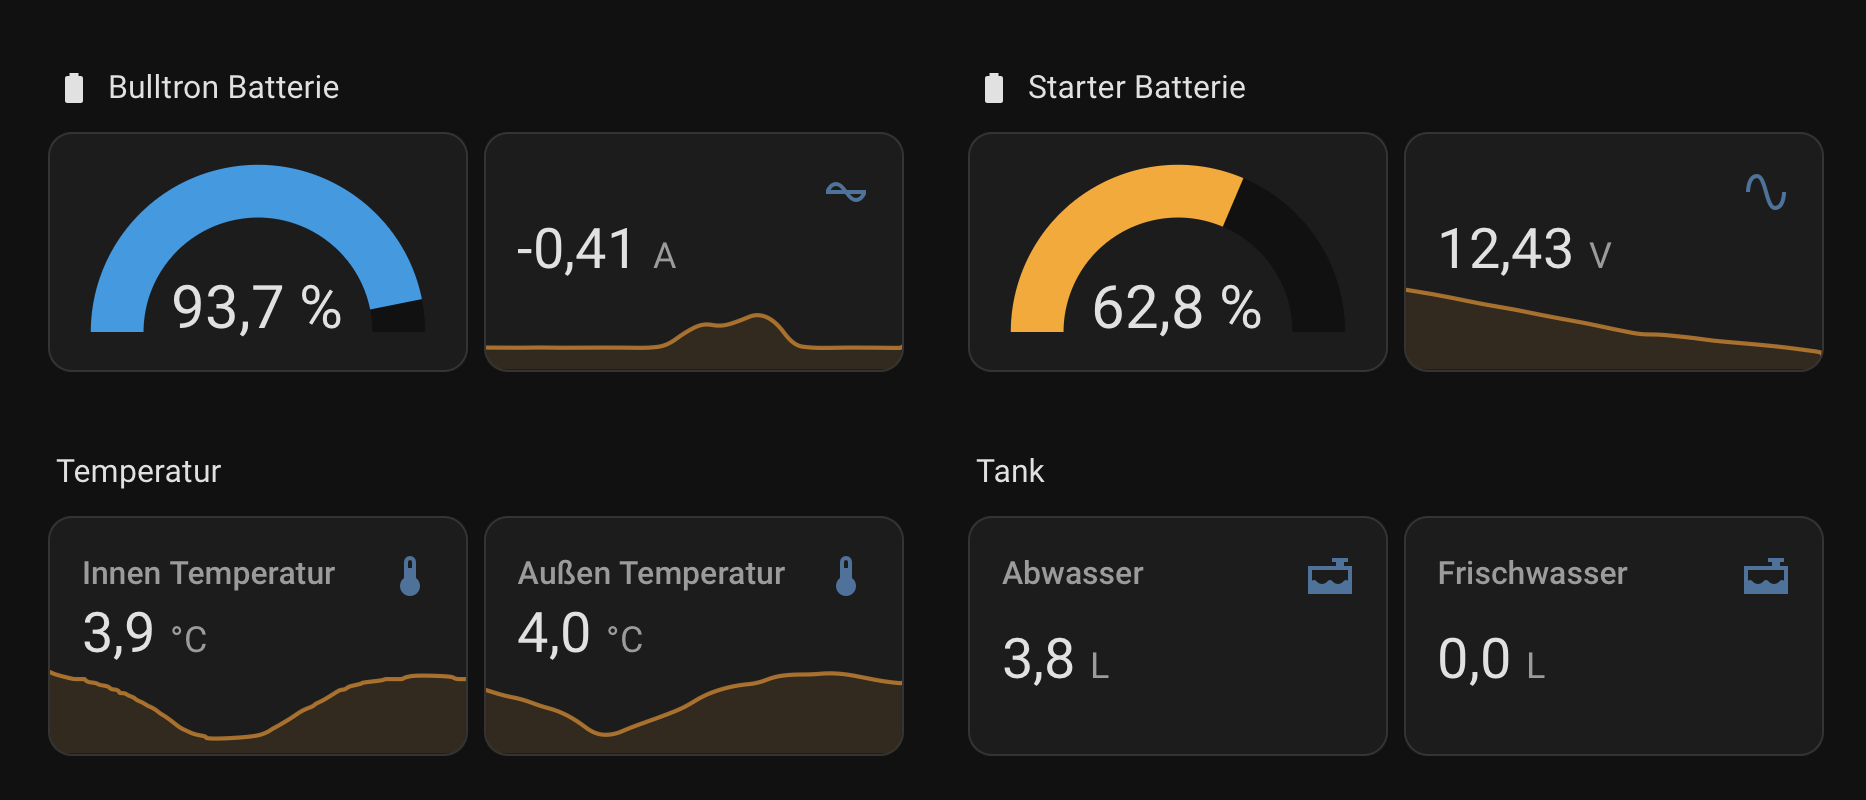 Bulltron Batterie
93,7 %
-0,41 A
Starter Batterie
62,8 %
12,43 V
Temperatur
Innen Temperatur
3,9 °C
Außen Temperatur
4,0 °C
Tank
Abwasser
3,8 L
Frischwasser
0,0 L